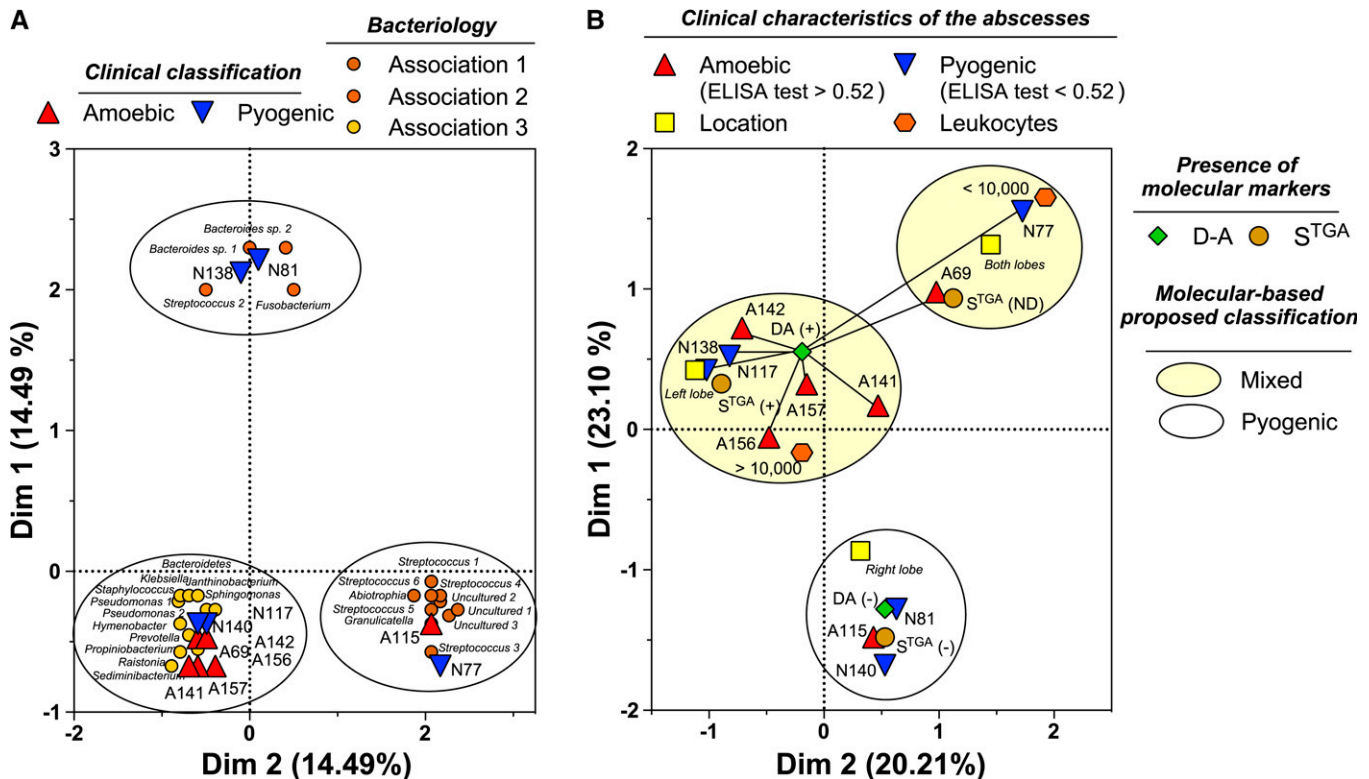 A
Bacteriology
Clinical classification
Association 1
Association 2
Amoebic
Pyogenic
Association 3
3
2
1
0
-1
-2
0
2
Dim 1 (14.49 %)
Dim 2 (14.49%)
Bacteroides sp. 2
Bacteroides sp. 1
N138
N81
Streptococcus 2
Fusobacterium
Bacteroidetes
Klebsiella
Janthinobacterium
Staphylococcus
Sphingomonas
Pseudomonas 1
Pseudomonas 2
N117
Hymenobacter
N140
Prevotella
A142
Propiniobacterium
A69
A156
Raistonia
Sediminibacterium
A141
A157
Streptococcus 1
Streptococcus 6
Streptococcus 4
Abiotrophia
Uncultured 2
Streptococcus 5
Uncultured 1
Granulicatella
Uncultured 3
A115
Streptococcus 3
N77
B
Clinical characteristics of the abscesses
Amoebic
(ELISA test > 0.52)
Pyogenic
(ELISA test < 0.52)
Location
Leukocytes
2
1
0
-1
-2
-1
0
1
2
Dim 1 (23.10 %)
Dim 2 (20.21%)
< 10,000
N77
Both lobes
A69
STGA (ND)
A142
DA (+)
N138
N117
A141
Left lobe
STGA (+)
A157
A156
> 10,000
Right lobe
DA (-)
N81
A115
STGA (-)
N140
Presence of
molecular markers
D-A
STGA
Molecular-based
proposed classification
Mixed
Pyogenic